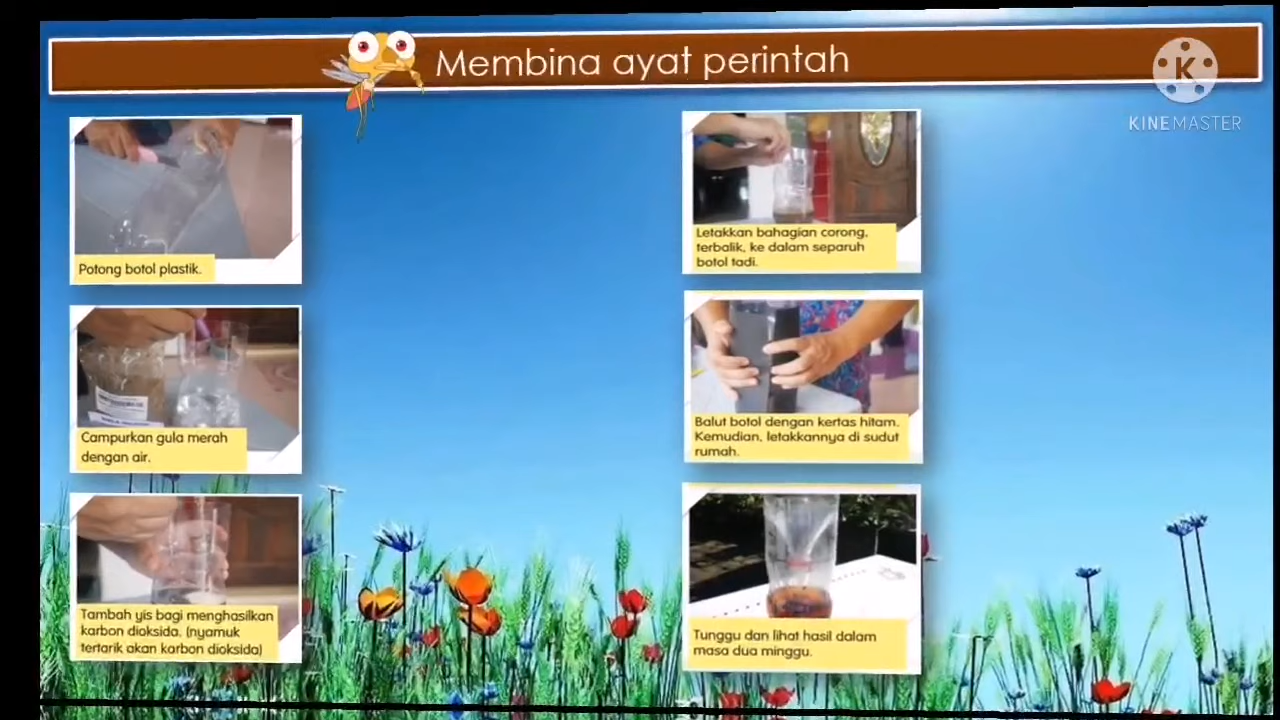 Membina ayat perintah
K
KINEMASTER
Potong botol plastik.
Campurkan gula merah
dengan air.
Tambah yis bagi menghasilkan
karbon dioksida. (nyamuk
tertarik akan karbon dioksida)
Letakkan bahagian corong,
terbalik, ke dalam separuh
botol tadi.
Balut botol dengan kertas hitam.
Kemudian, letakkannya di sudut
rumah.
Tunggu dan lihat hasil dalam
masa dua minggu.